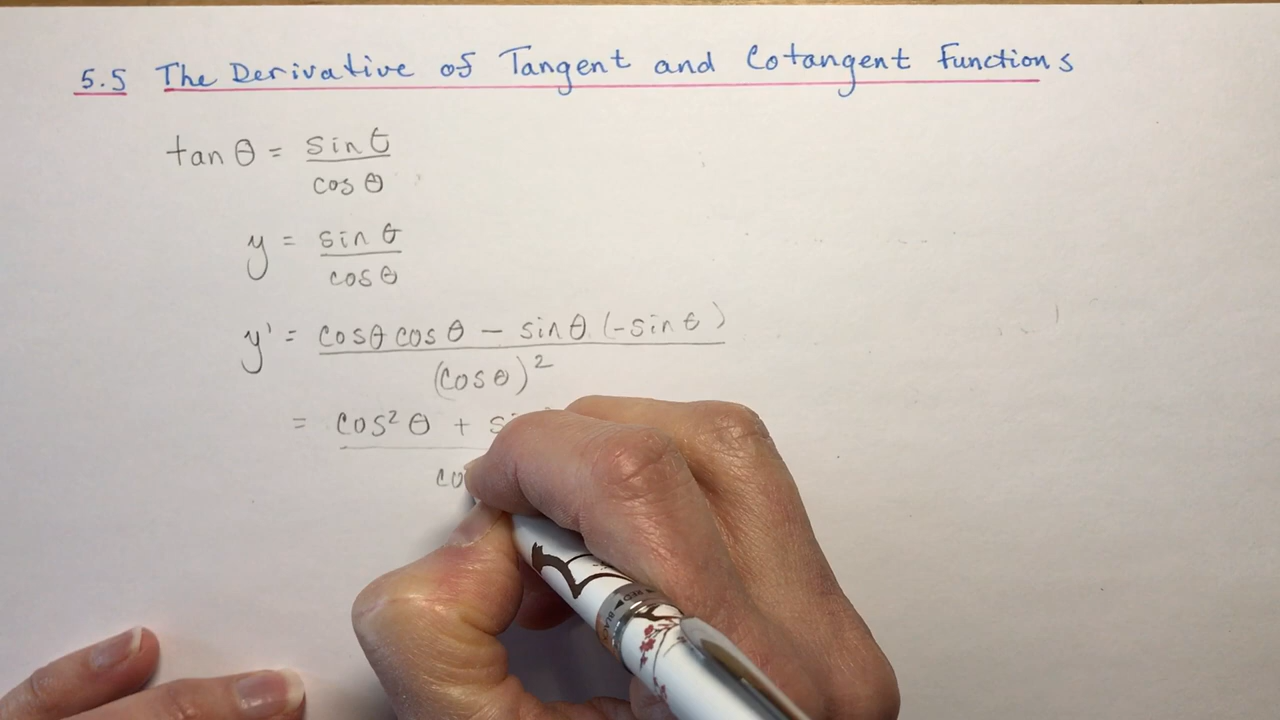 5.5 The Derivative of Tangent and Cotangent Functions
tan θ = sin θ
cos θ
y = sin θ
cos θ
y' = cosθ cos θ − sin θ (-sin θ)
(cos θ)²
= cos² θ +